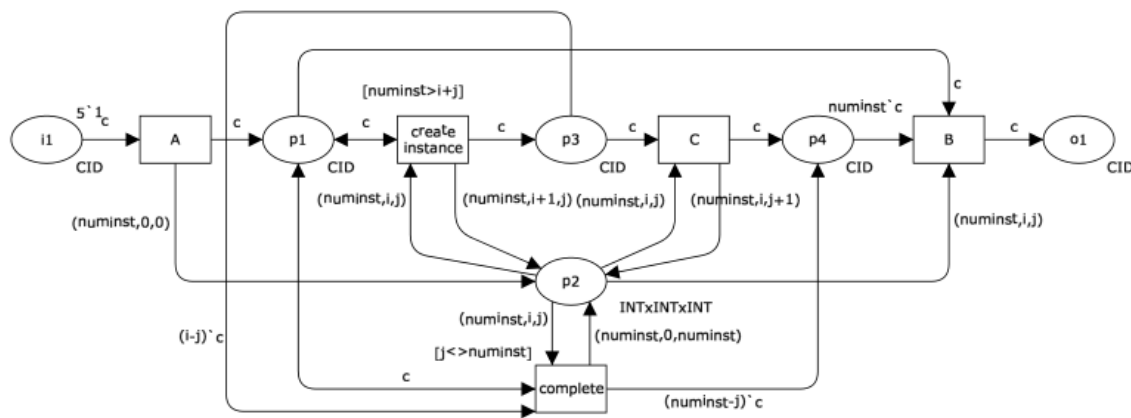 5`1
c
i1
CID
A
c
p1
CID
c
[numinst>i+j]
create
instance
c
p3
CID
c
C
c
p4
CID
numinst`c
c
B
c
o1
CID
(numinst,0,0)
(numinst,i,j)
(numinst,i+1,j)
(numinst,i,j)
(numinst,i,j+1)
(numinst,i,j)
p2
INTxINTxINT
(i-j)`c
(numinst,i,j)
(numinst,0,numinst)
[j<>numinst]
c
complete
(numinst-j)`c